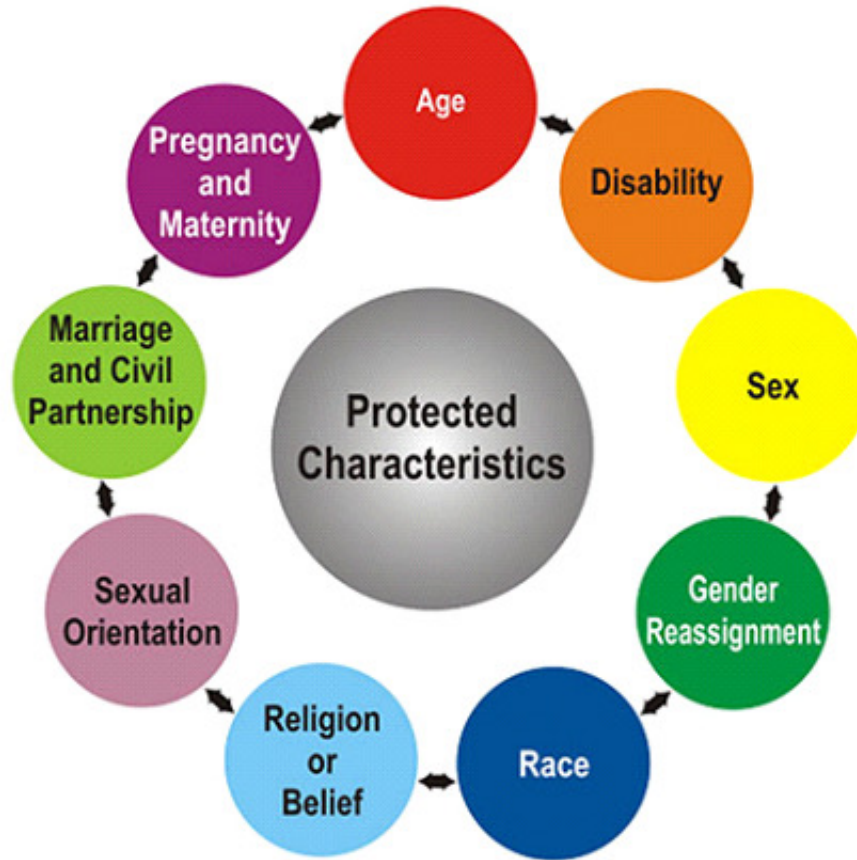 Age
Disability
Sex
Gender
Reassignment
Race
Religion
or
Belief
Sexual
Orientation
Marriage
and Civil
Partnership
Pregnancy
and
Maternity
Protected
Characteristics